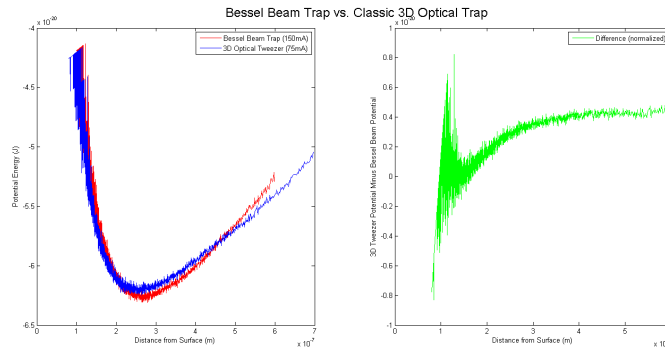 Bessel Beam Trap vs. Classic 3D Optical Trap
x 10^-20
-4
-4.5
-5
-5.5
-6
-6.5
Potential Energy (J)
Bessel Beam Trap (150mA)
3D Optical Tweezer (75mA)
0
1
2
3
4
5
6
7
x 10^-7
Distance from Surface (m)
x 10^-20
1
0.8
0.6
0.4
0.2
0
-0.2
-0.4
-0.6
-0.8
-1
3D Tweezer Potential Minus Bessel Beam Potential
Difference (normalized)
0
1
2
3
4
5
Distance from Surface (m)